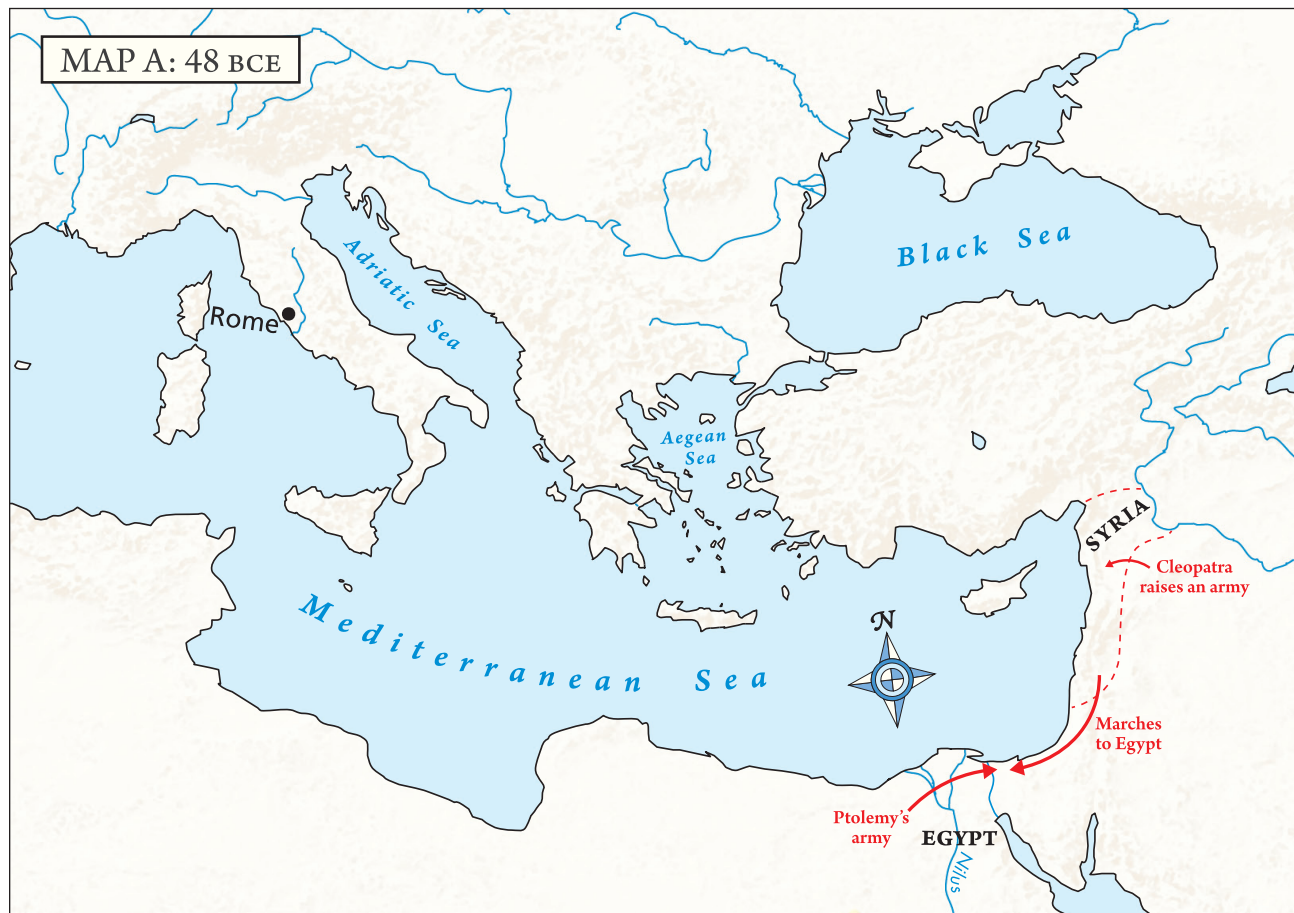 MAP A: 48 BCE
Black Sea
Adriatic Sea
Rome
Aegean
Sea
SYRIA
Cleopatra
raises an army
Mediterranean Sea
N
Marches
to Egypt
Ptolemy's
army
EGYPT
Nilus